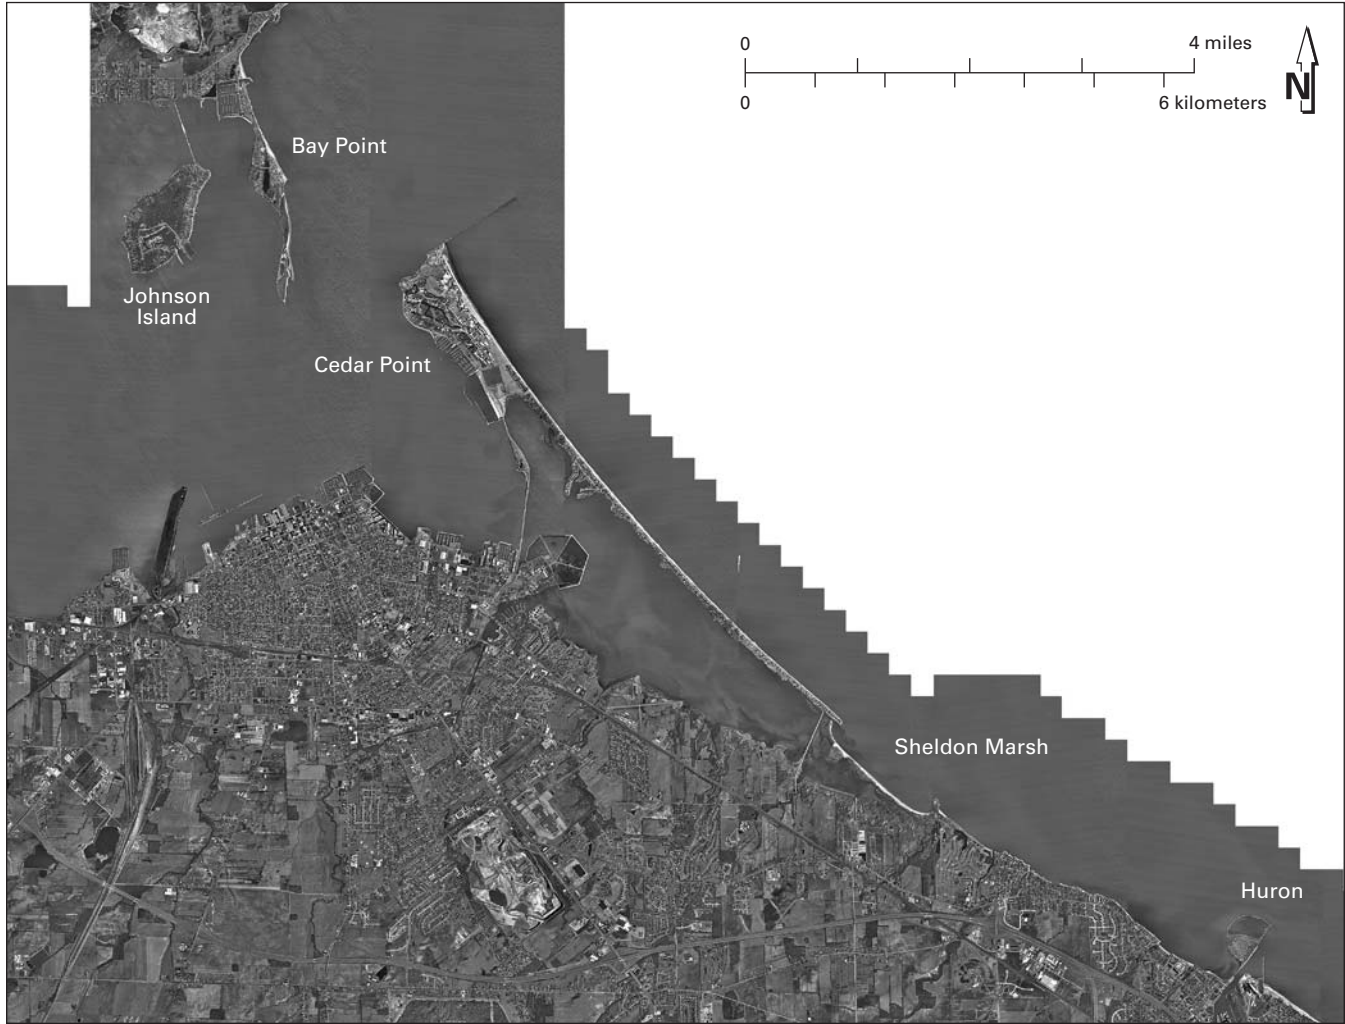 0
4 miles
0
6 kilometers
N
Bay Point
Johnson
Island
Cedar Point
Sheldon Marsh
Huron